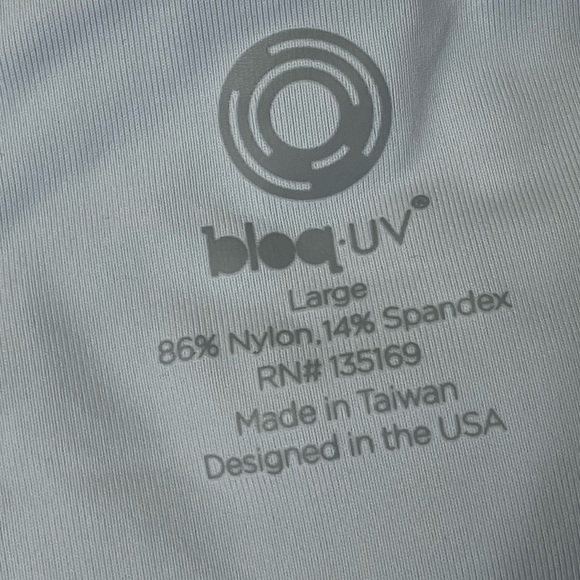 bloq·UV®
Large
86% Nylon, 14% Spandex
RN# 135169
Made in Taiwan
Designed in the USA